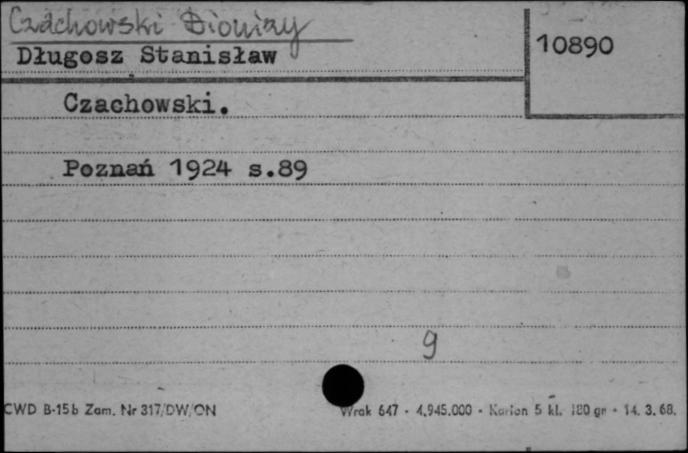 Czachowski Dionizy
Długosz Stanisław
10890
Czachowski.
Poznań 1924 s.89
9
CWD B-15b Zam. Nr 317/DW/ON Wrak 647 - 4.945.000 - Karton 5 kl. 180 gr - 14. 3. 68.